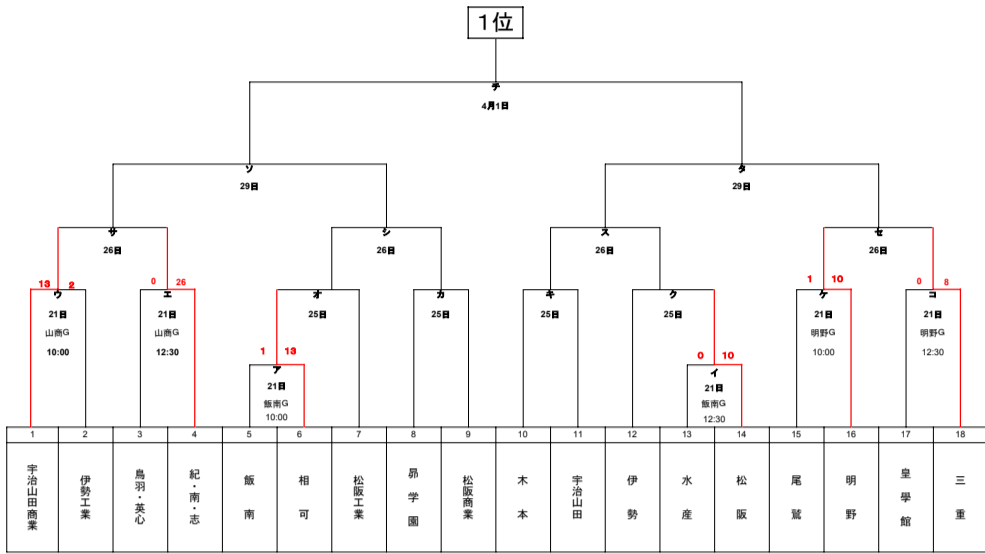 1位
テ
4月1日
ソ
タ
29日
29日
サ
シ
ス
セ
26日
26日
26日
26日
13 2
0 26
1 10
0 8
ウ
エ
オ
カ
キ
ク
ケ
コ
21日
21日
25日
25日
25日
25日
21日
21日
山商G
山商G
明野G
明野G
10:00
12:30
10:00
12:30
1 13
0 10
ア
イ
21日
21日
飯南G
飯南G
10:00
12:30
1 2 3 4 5 6 7 8 9 10 11 12 13 14 15 16 17 18
宇治山田商業
伊勢工業
鳥羽・英心
紀・南・志
飯南
相可
松阪工業
昴学園
松阪商業
木本
宇治山田
伊勢
水産
松阪
尾鷲
明野
皇學館
三重